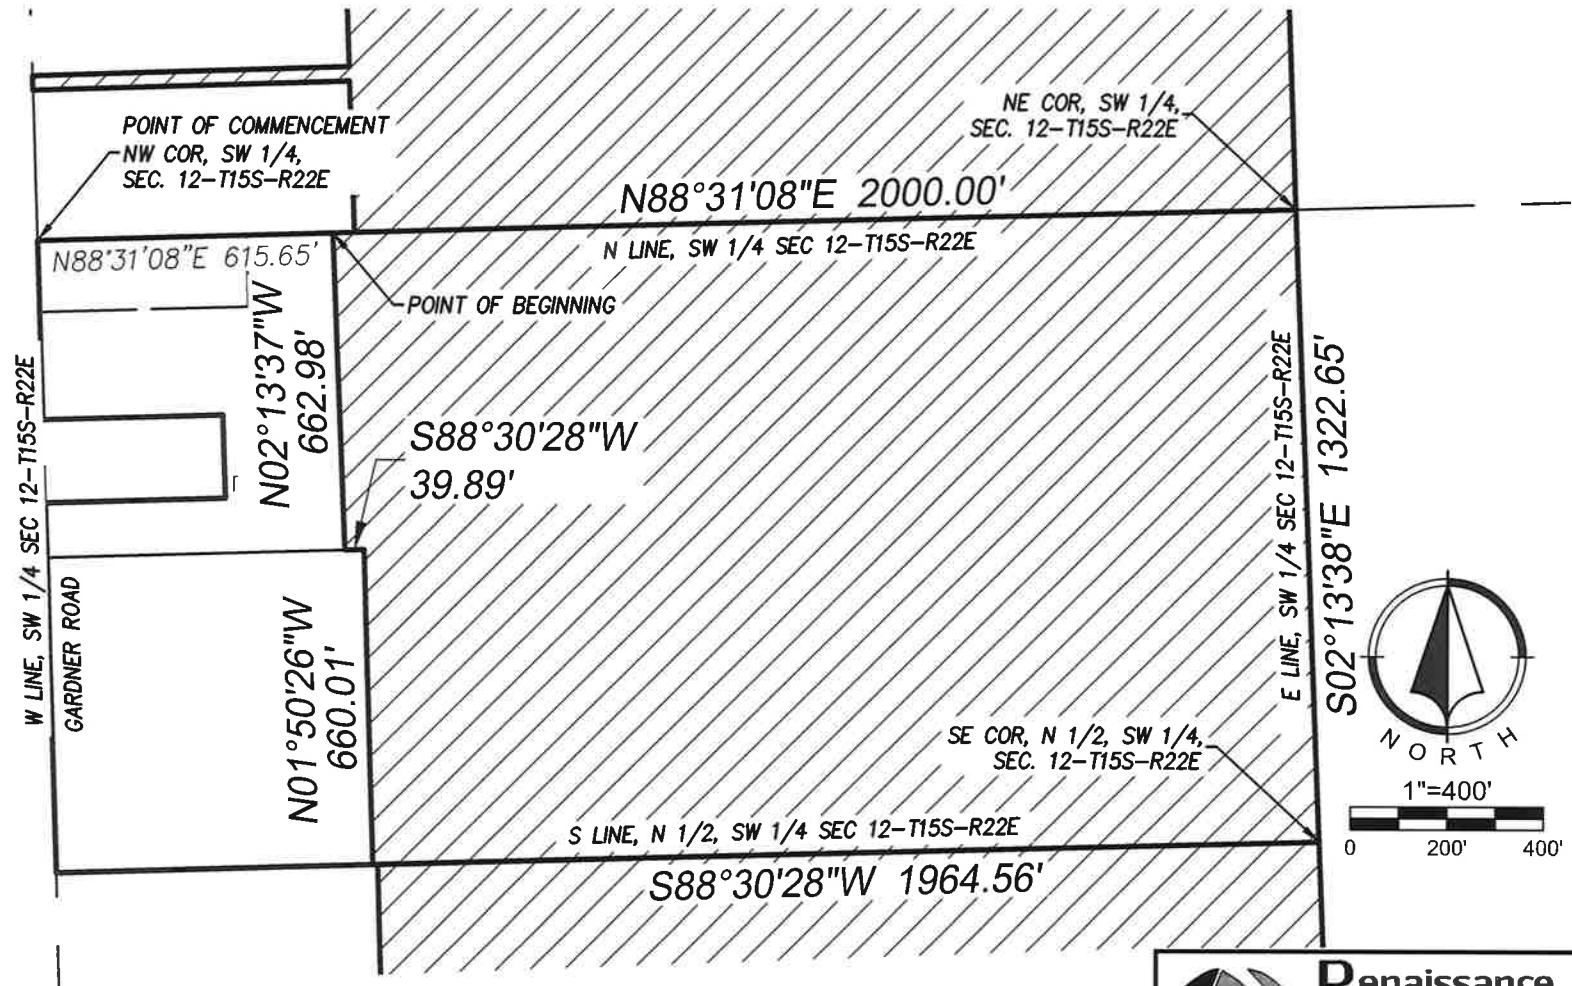 POINT OF COMMENCEMENT
NW COR, SW 1/4,
SEC. 12-T15S-R22E
NE COR, SW 1/4,
SEC. 12-T15S-R22E
N88°31'08"E 2000.00'
N LINE, SW 1/4 SEC 12-T15S-R22E
N88°31'08"E 615.65'
POINT OF BEGINNING
N02°13'37"W
662.98'
S88°30'28"W
39.89'
W LINE, SW 1/4 SEC 12-T15S-R22E
GARDNER ROAD
N01°50'26"W
660.01'
E LINE, SW 1/4 SEC 12-T15S-R22E
S02°13'38"E 1322.65'
SE COR, N 1/2, SW 1/4,
SEC. 12-T15S-R22E
S LINE, N 1/2, SW 1/4 SEC 12-T15S-R22E
S88°30'28"W 1964.56'
NORTH
1"=400'
0 200' 400'
Renaissance